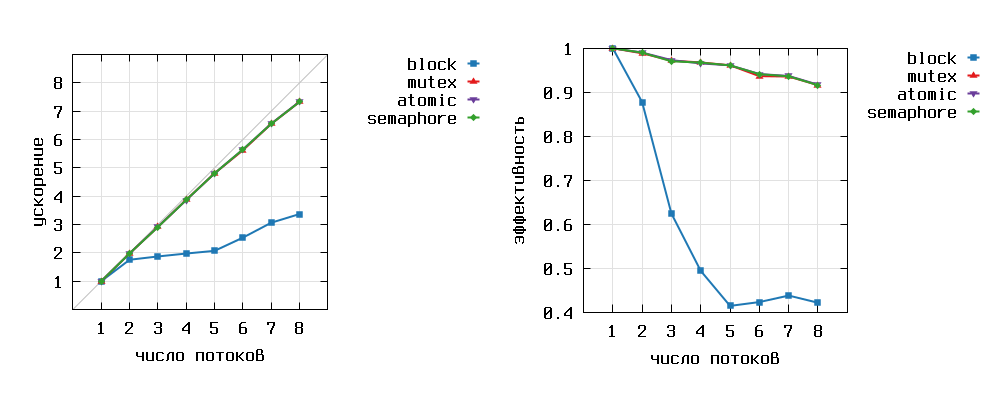 block
mutex
atomic
semaphore
ускорение
8
7
6
5
4
3
2
1
1 2 3 4 5 6 7 8
число потоков
block
mutex
atomic
semaphore
эффективность
1
0.9
0.8
0.7
0.6
0.5
0.4
1 2 3 4 5 6 7 8
число потоков